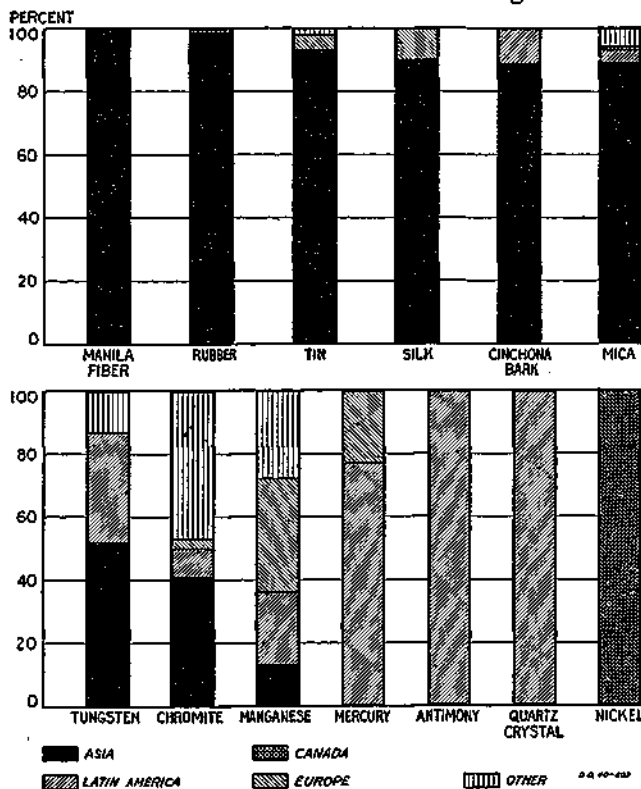 PERCENT
100
80
60
40
20
0
MANILA FIBER RUBBER TIN SILK CINCHONA BARK MICA
100
80
60
40
20
0
TUNGSTEN CHROMITE MANGANESE MERCURY ANTIMONY QUARTZ CRYSTAL NICKEL
ASIA CANADA
LATIN AMERICA EUROPE OTHER